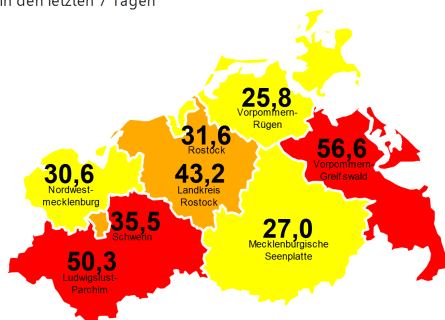 in den letzten 7 Tagen
25,8
Vorpommern-
Rügen
31,6
Rostock
56,6
Vorpommern-
Greifswald
30,6
Nordwest-
mecklenburg
43,2
Landkreis
Rostock
35,5
Schwerin
27,0
Mecklenburgische
Seenplatte
50,3
Ludwigslust-
Parchim